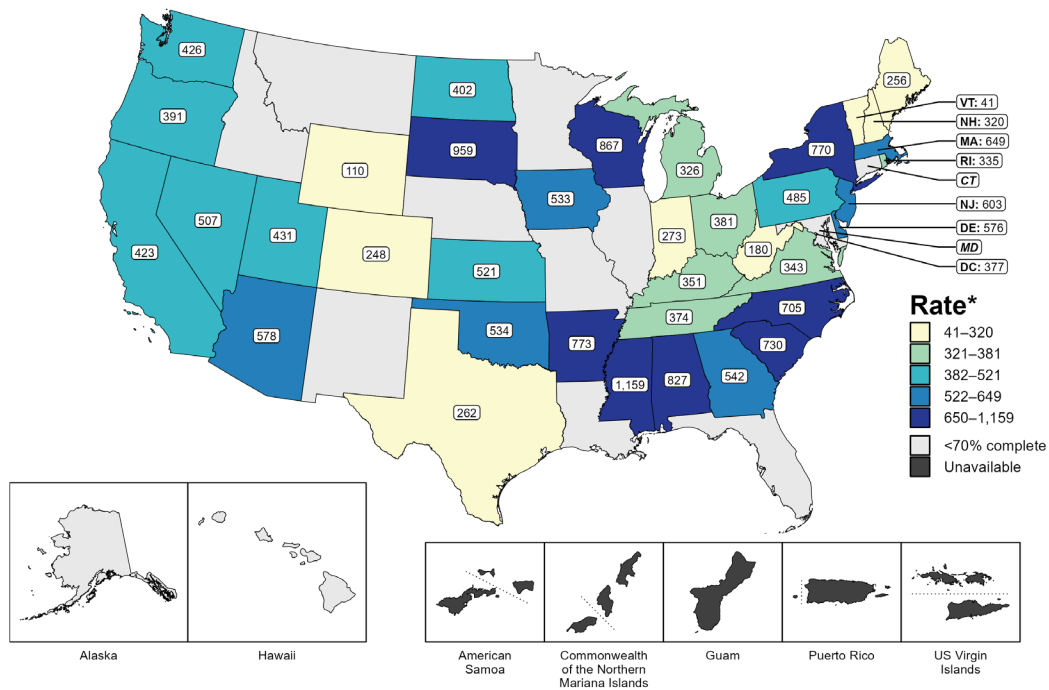 426
402
256
391
959
867
770
VT: 41
NH: 320
MA: 649
RI: 335
CT
NJ: 603
DE: 576
MD
DC: 377
110
326
485
533
507
431
248
273
381
180
423
521
351
343
374
705
578
534
773
730
1,159
827
542
262
Rate*
41–320
321–381
382–521
522–649
650–1,159
<70% complete
Unavailable
Alaska
Hawaii
American
Samoa
Commonwealth
of the Northern
Mariana Islands
Guam
Puerto Rico
US Virgin
Islands